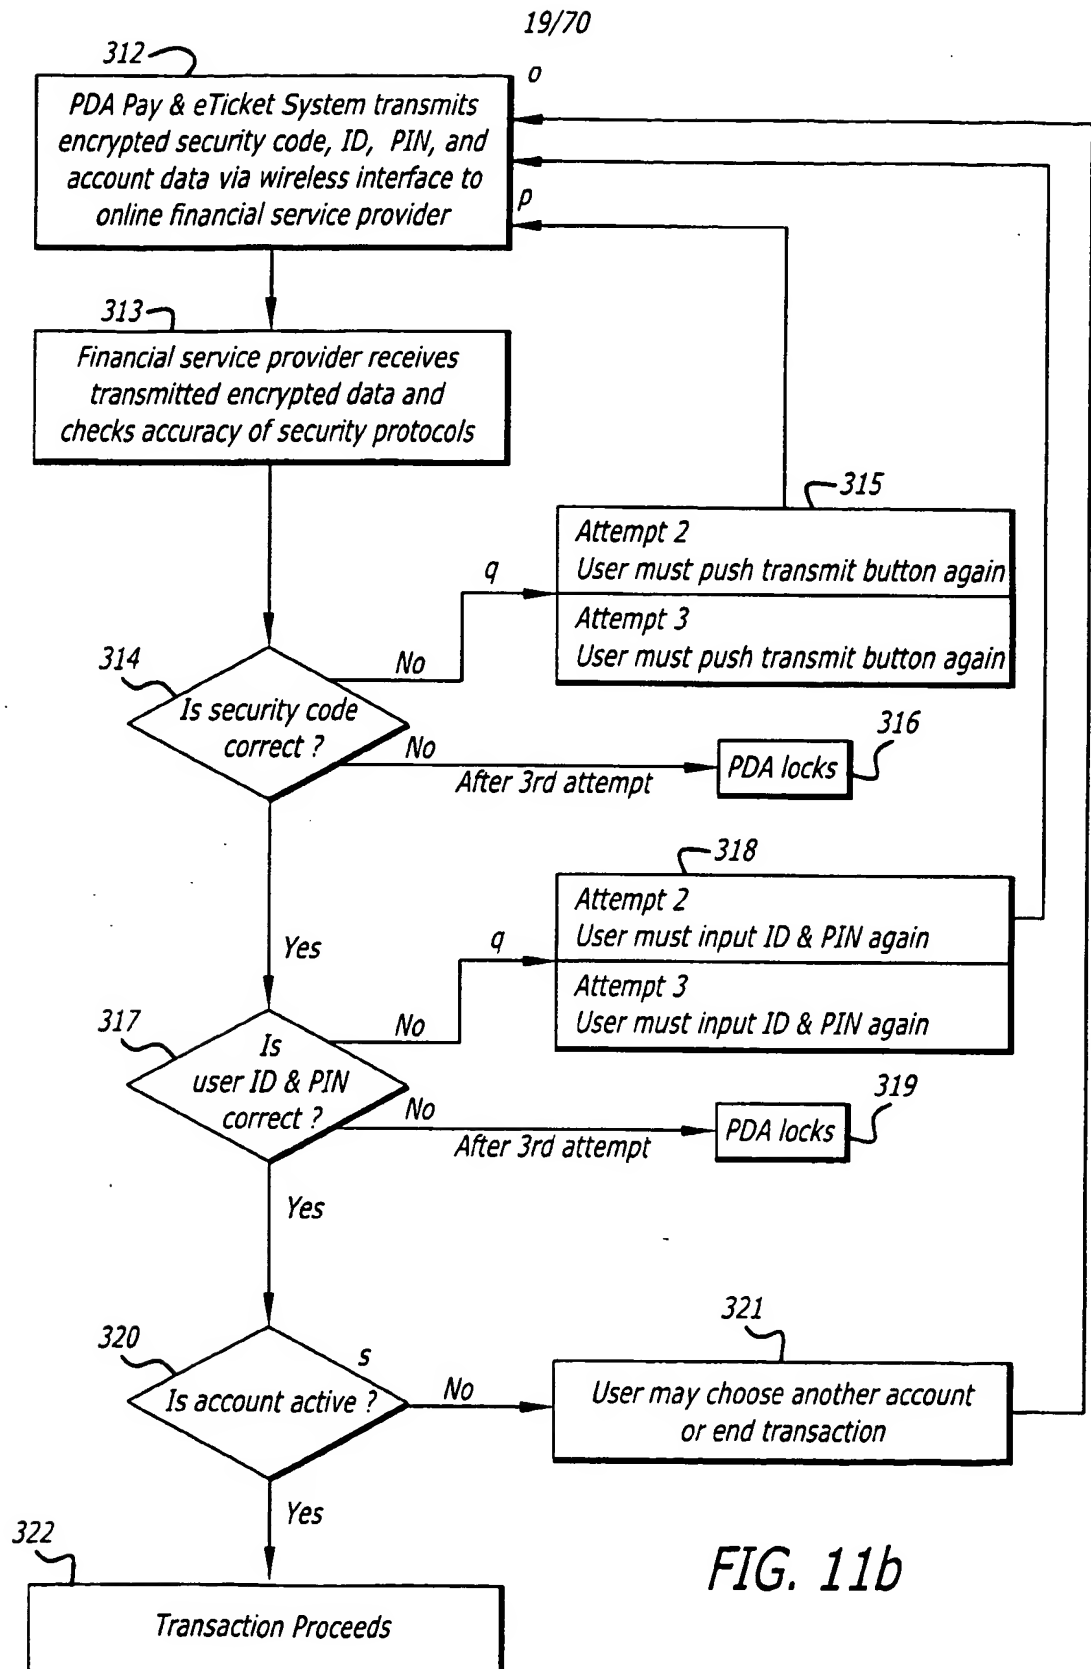 19/70
312
o
PDA Pay & eTicket System transmits
encrypted security code, ID, PIN, and
account data via wireless interface to
online financial service provider
p
313
Financial service provider receives
transmitted encrypted data and
checks accuracy of security protocols
315
Attempt 2
User must push transmit button again
Attempt 3
User must push transmit button again
q
No
314
Is security code
correct ?
No
After 3rd attempt
316
PDA locks
318
Attempt 2
User must input ID & PIN again
Attempt 3
User must input ID & PIN again
Yes
q
No
317
Is
user ID & PIN
correct ?
No
After 3rd attempt
319
PDA locks
Yes
320
s
Is account active ?
No
321
User may choose another account
or end transaction
Yes
322
Transaction Proceeds
FIG. 11b